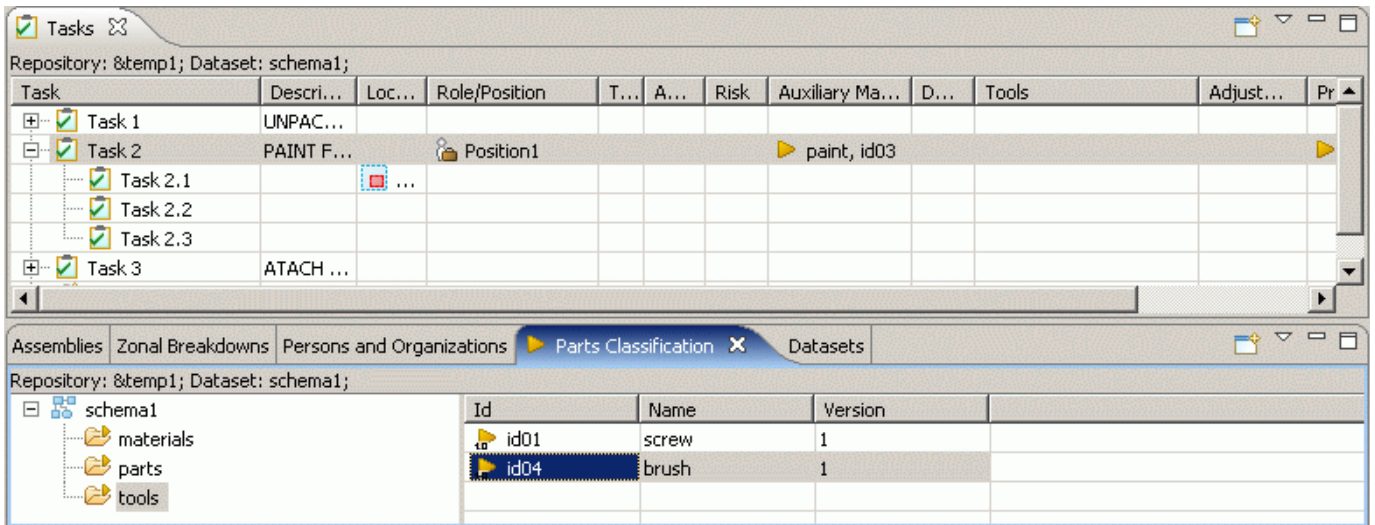 Tasks
Repository: &temp1; Dataset: schema1;
Task Descri... Loc... Role/Position T... A... Risk Auxiliary Ma... D... Tools Adjust... Pr
Task 1 UNPAC...
Task 2 PAINT F... Position1 paint, id03
Task 2.1 ...
Task 2.2
Task 2.3
Task 3 ATACH ...
Assemblies Zonal Breakdowns Persons and Organizations Parts Classification Datasets
Repository: &temp1; Dataset: schema1;
schema1 Id Name Version
materials id01 screw 1
parts id04 brush 1
tools